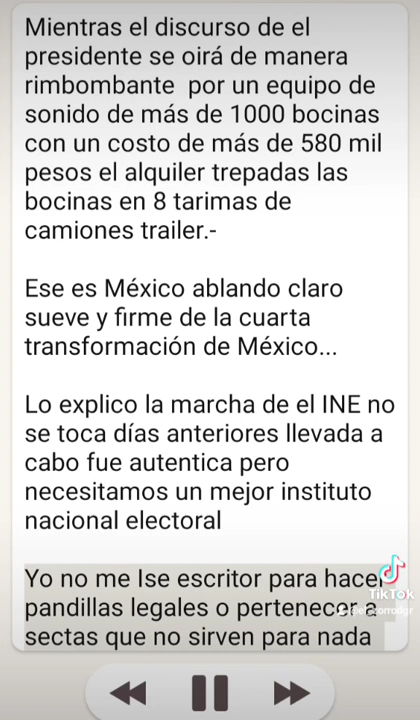 Mientras el discurso de el
presidente se oirá de manera
rimbombante por un equipo de
sonido de más de 1000 bocinas
con un costo de más de 580 mil
pesos el alquiler trepadas las
bocinas en 8 tarimas de
camiones trailer.-
Ese es México ablando claro
sueve y firme de la cuarta
transformación de México...
Lo explico la marcha de el INE no
se toca días anteriores llevada a
cabo fue autentica pero
necesitamos un mejor instituto
nacional electoral
Yo no me Ise escritor para hacer
pandillas legales o pertenecer a
sectas que no sirven para nada
TikTok